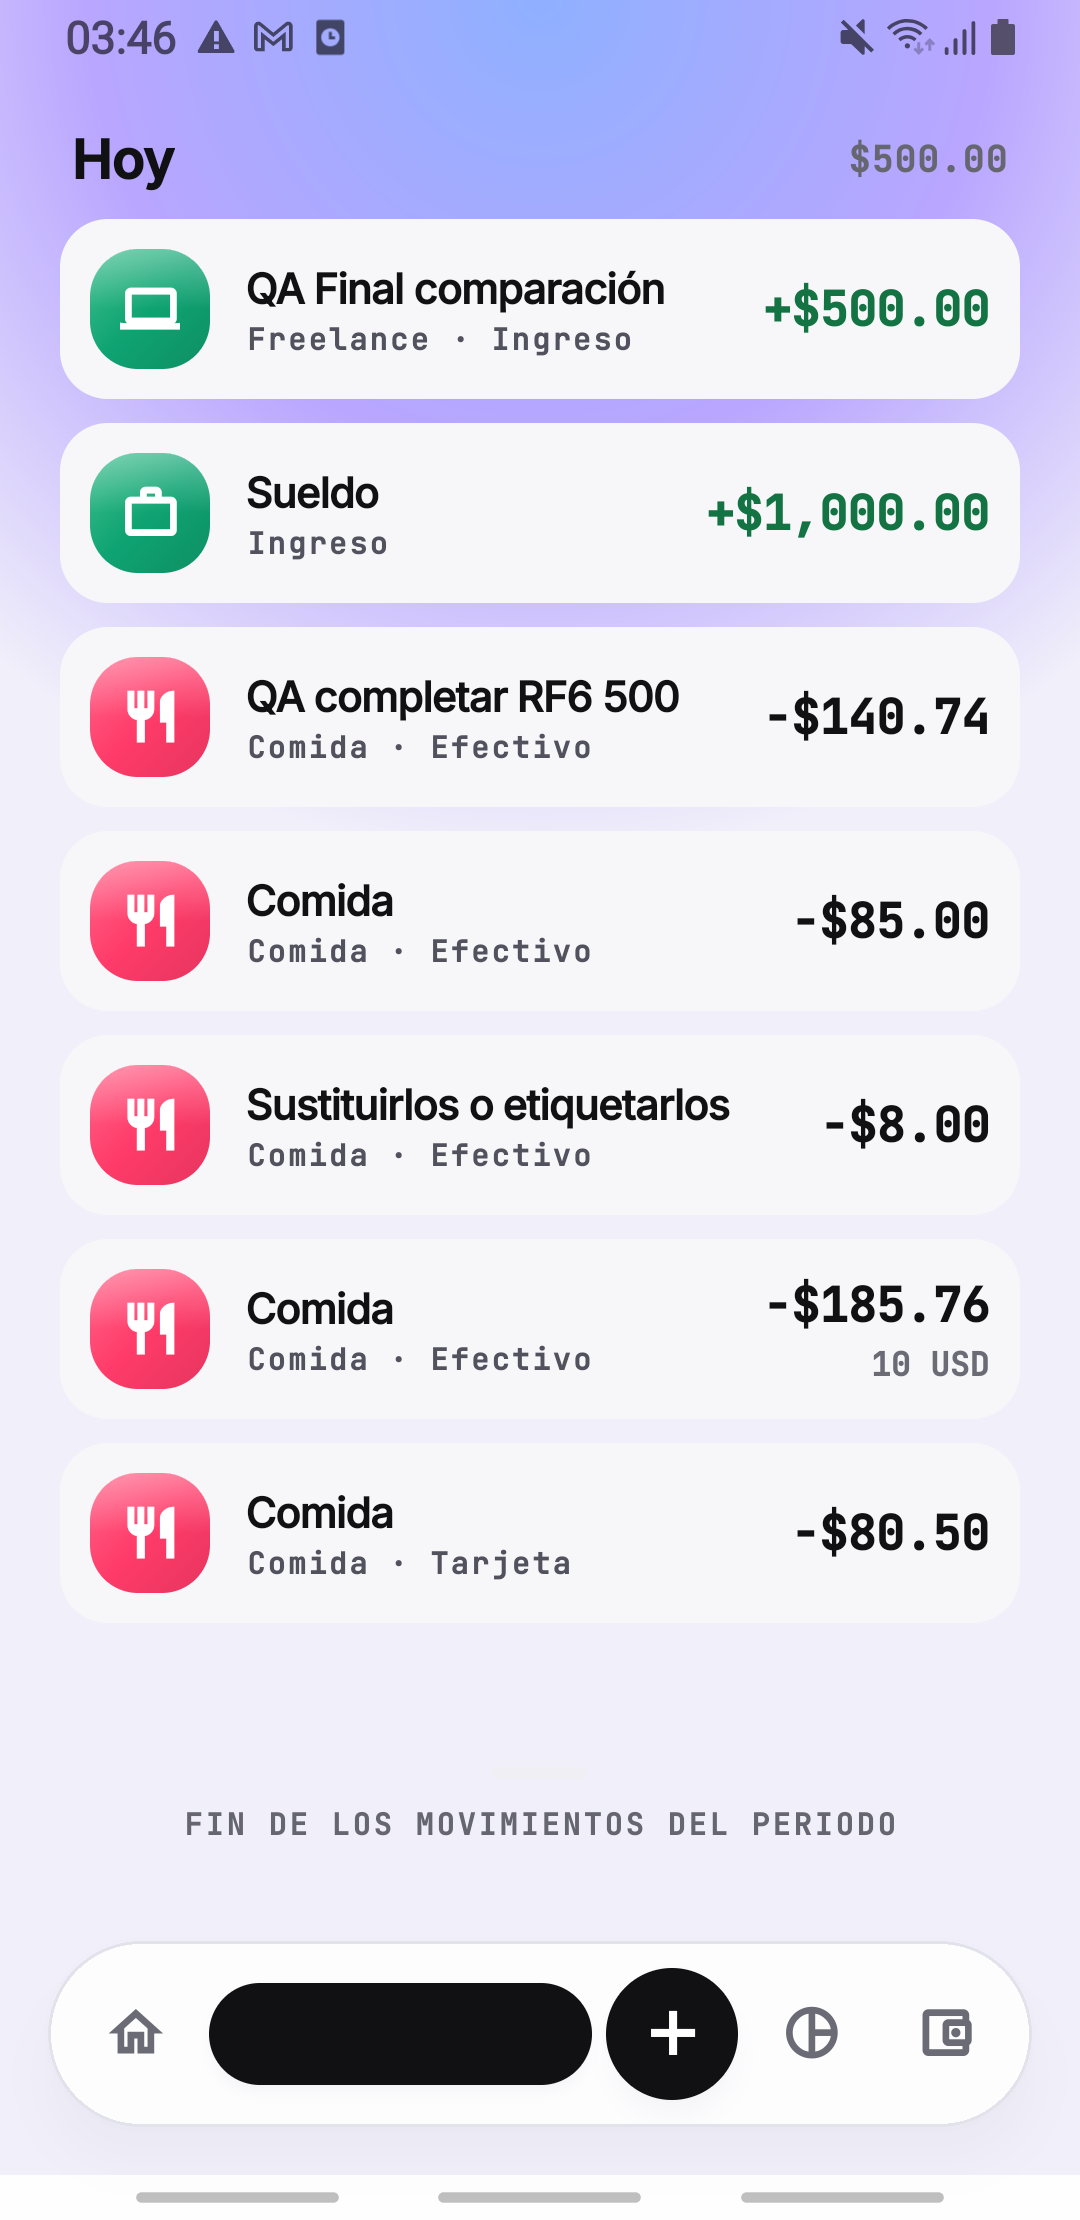 03:46
Hoy
$500.00
QA Final comparación
Freelance · Ingreso
+$500.00
Sueldo
Ingreso
+$1,000.00
QA completar RF6 500
Comida · Efectivo
-$140.74
Comida
Comida · Efectivo
-$85.00
Sustituirlos o etiquetarlos
Comida · Efectivo
-$8.00
Comida
Comida · Efectivo
-$185.76
10 USD
Comida
Comida · Tarjeta
-$80.50
FIN DE LOS MOVIMIENTOS DEL PERIODO